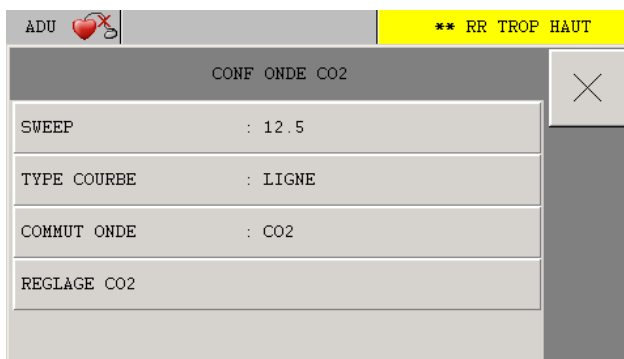 ADU ** RR TROP HAUT
CONF ONDE CO2
SWEEP : 12.5
TYPE COURBE : LIGNE
COMMUT ONDE : CO2
REGLAGE CO2